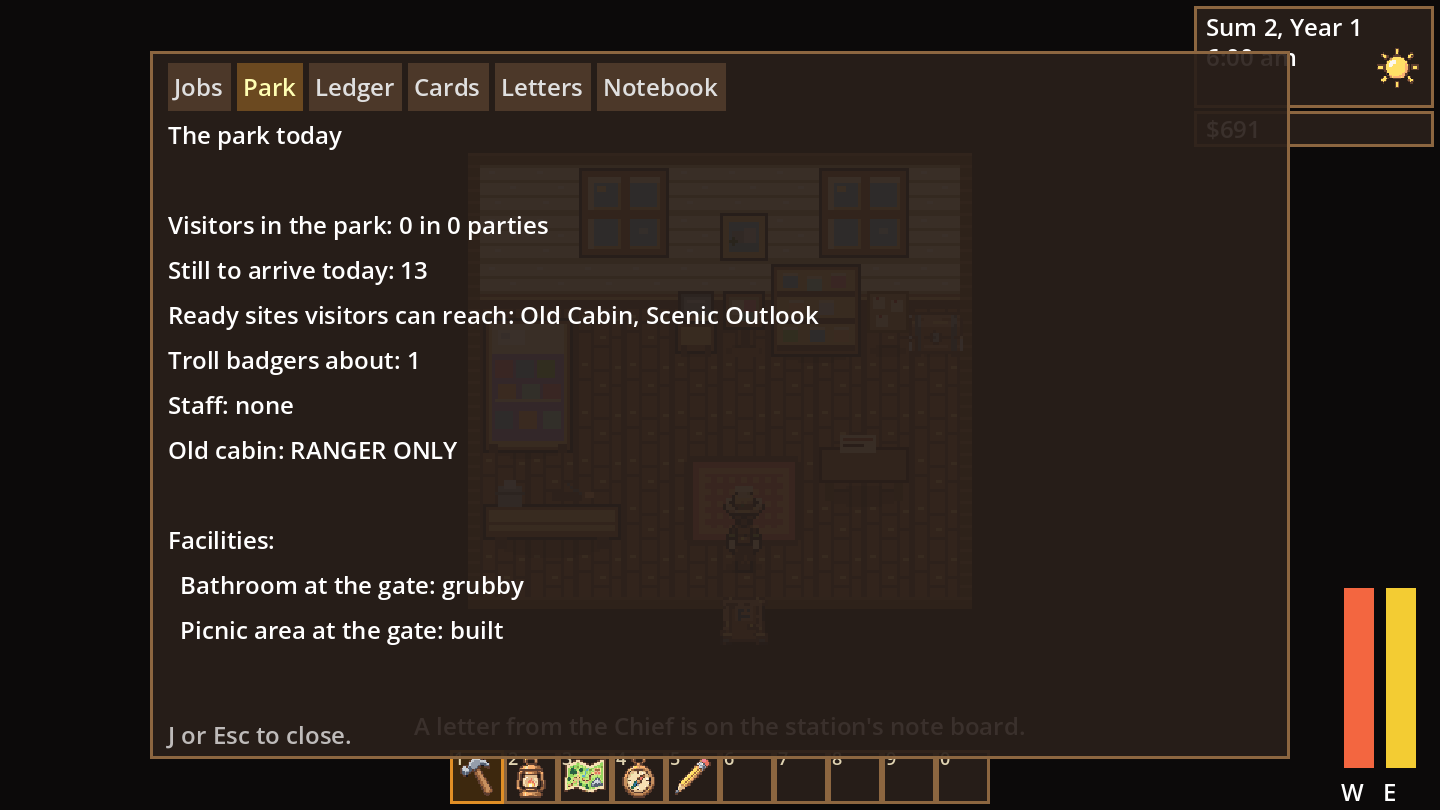 Sum 2, Year 1
6:00 am
$691
Jobs Park Ledger Cards Letters Notebook
The park today
Visitors in the park: 0 in 0 parties
Still to arrive today: 13
Ready sites visitors can reach: Old Cabin, Scenic Outlook
Troll badgers about: 1
Staff: none
Old cabin: RANGER ONLY
Facilities:
Bathroom at the gate: grubby
Picnic area at the gate: built
A letter from the Chief is on the station's note board.
J or Esc to close.
1 2 3 4 5 6 7 8 9 0
W E